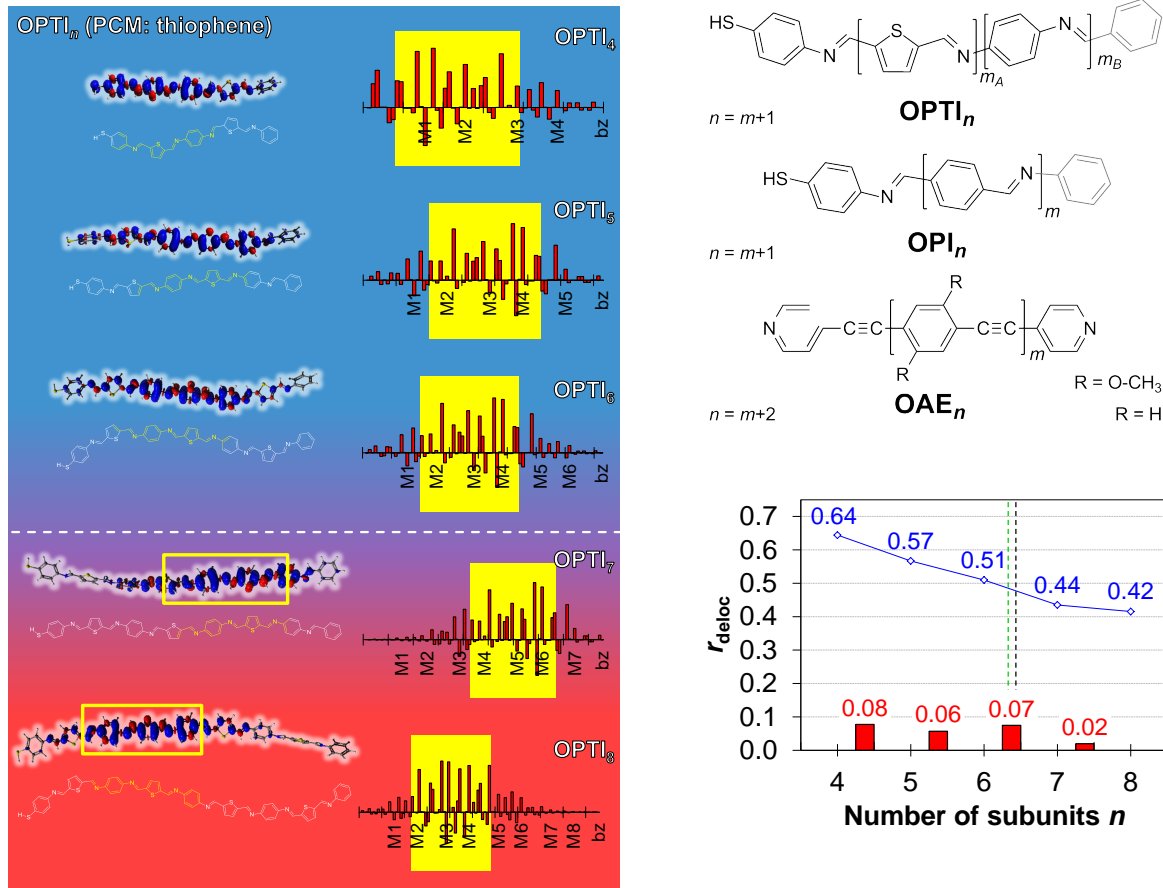 OPTIn (PCM: thiophene)
OPTI4
M1 M2 M3 M4 bz
H S N N N N
OPTI5
M1 M2 M3 M4 M5 bz
H S N S N N S N N
OPTI6
M1 M2 M3 M4 M5 M6 bz
OPTI7
M1 M2 M3 M4 M5 M6 M7 bz
OPTI8
M1 M2 M3 M4 M5 M6 M7 M8 bz
HS N S N mA N mB
n = m+1
OPTIn
HS N N m
n = m+1
OPIn
R
N N
m
R
R = O-CH3
n = m+2
OAEn
R = H
rdeloc
0.7
0.6
0.5
0.4
0.3
0.2
0.1
0.0
0.64
0.57
0.51
0.44
0.42
0.08
0.06
0.07
0.02
4 5 6 7 8
Number of subunits n